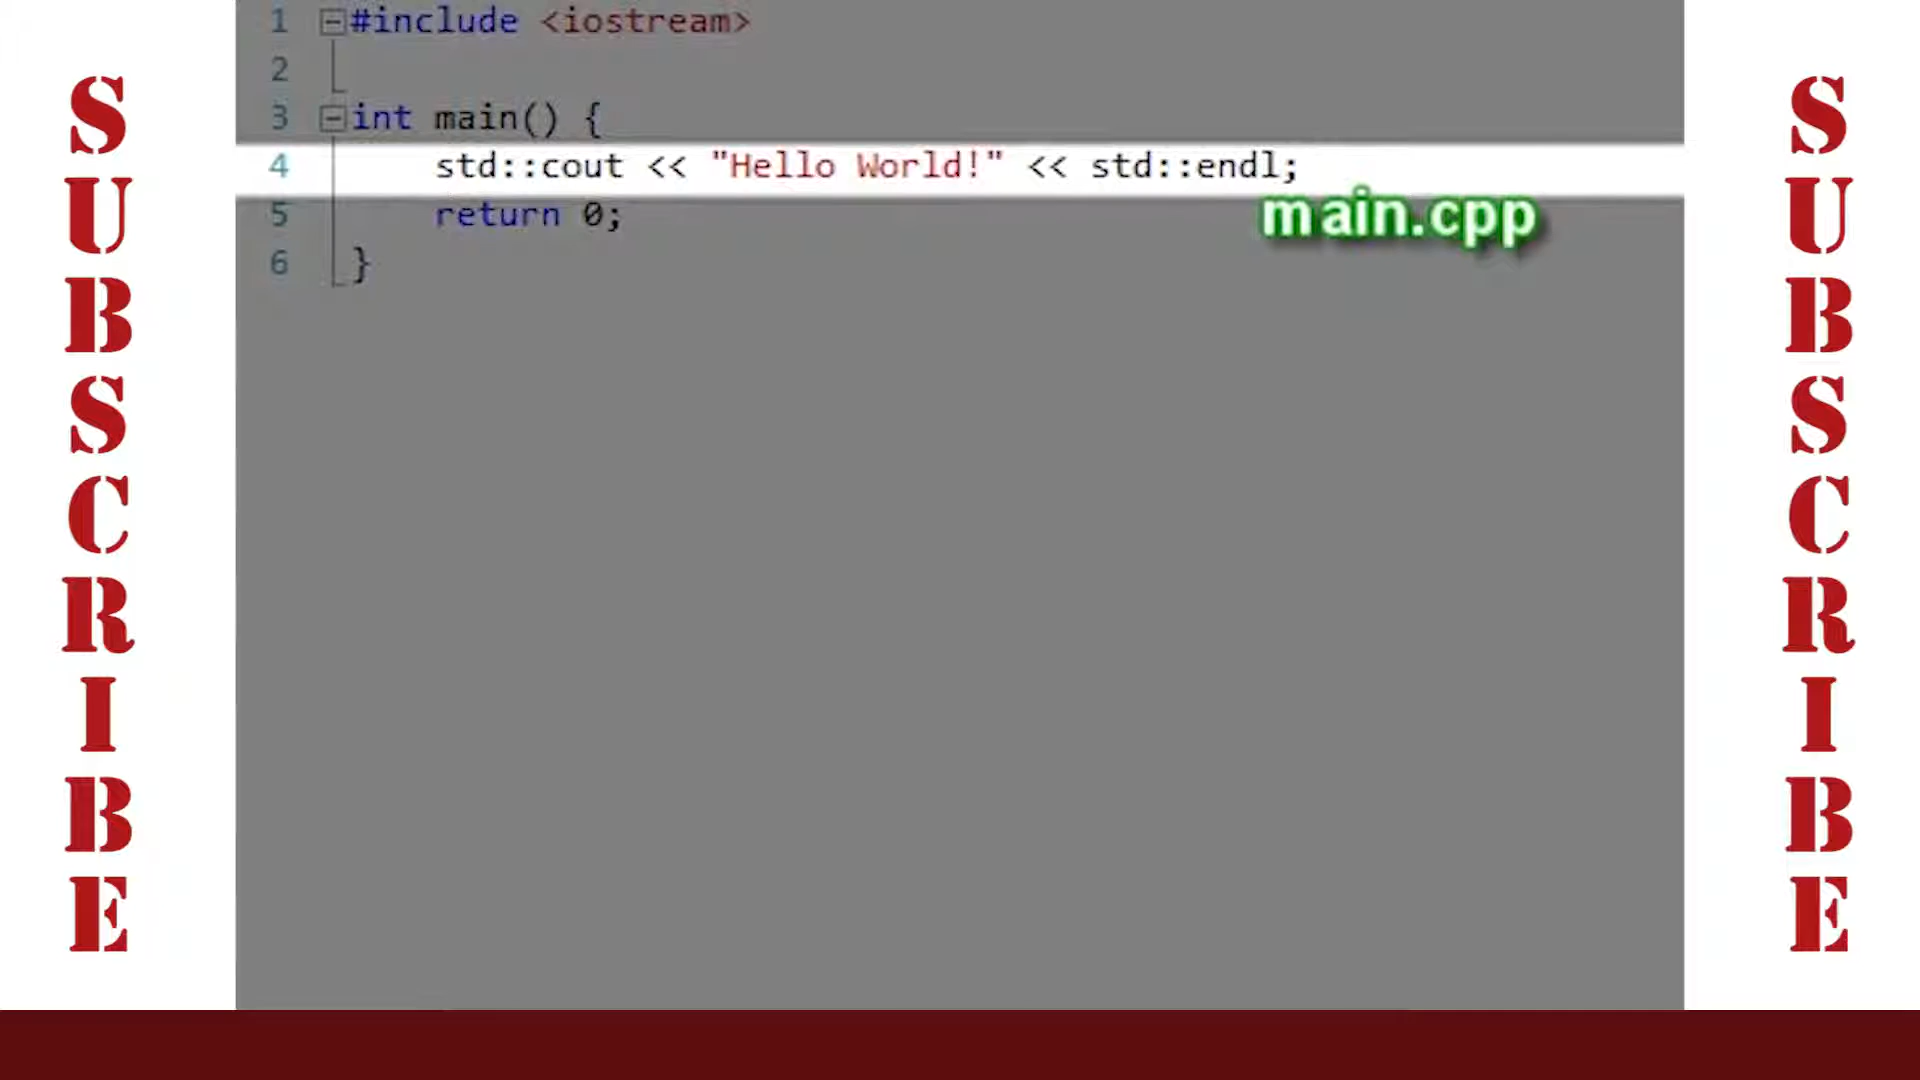 SUBSCRIBE
1 #include <iostream>
2
3 int main() {
4 std::cout << "Hello World!" << std::endl;
5 return 0;
6 }
main.cpp
SUBSCRIBE